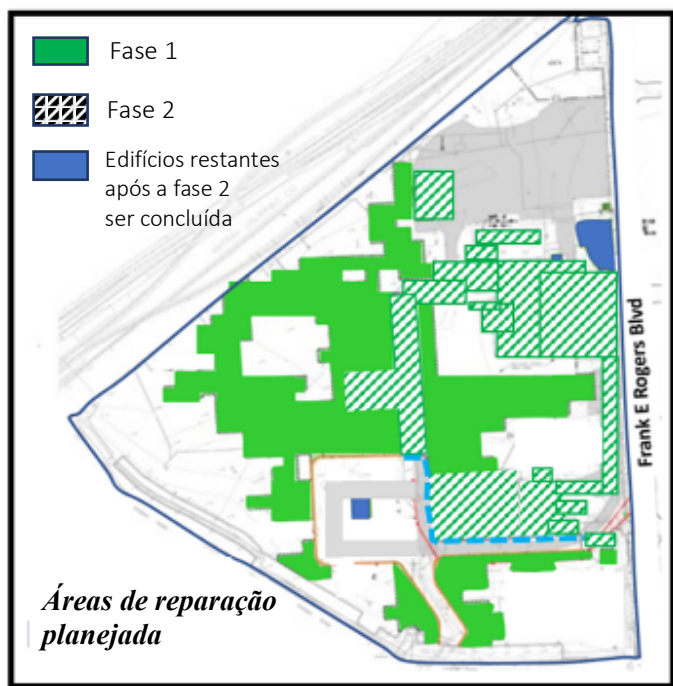 Fase 1
Fase 2
Edifícios restantes
após a fase 2
ser concluída
Frank E Rogers Blvd
Áreas de reparação
planejada